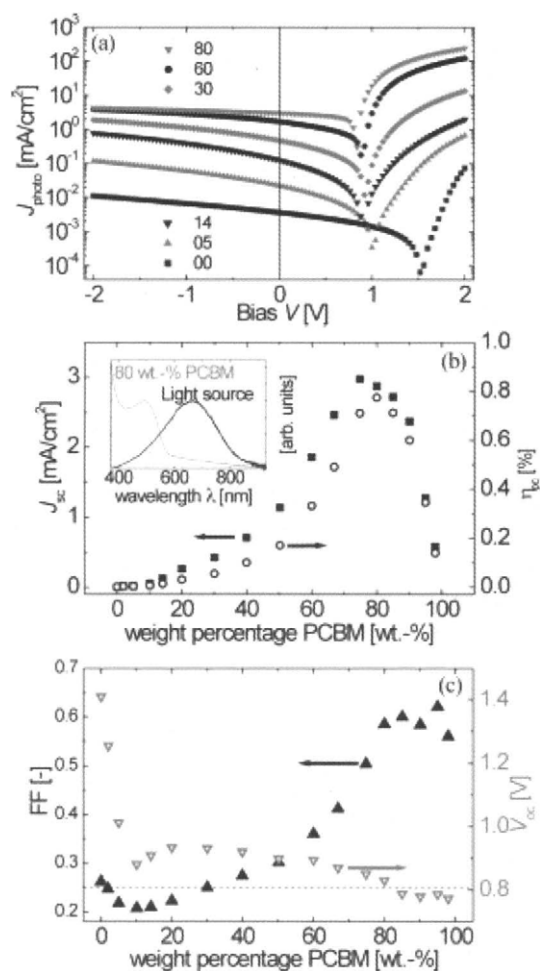 (a)
80
60
30
14
05
00
10³
10²
10¹
10⁰
10⁻¹
10⁻²
10⁻³
10⁻⁴
J_photo [mA/cm²]
-2 -1 0 1 2
Bias V [V]
(b)
80 wt.-% PCBM
Light source
400 600 800
wavelength λ [nm]
[arb. units]
3
2
1
0
J_sc [mA/cm²]
1.0
0.8
0.6
0.4
0.2
0.0
[%]
0 20 40 60 80 100
weight percentage PCBM [wt.-%]
(c)
0.7
0.6
0.5
0.4
0.3
0.2
FF [-]
1.4
1.2
1.0
0.8
V_oc [V]
0 20 40 60 80 100
weight percentage PCBM [wt.-%]